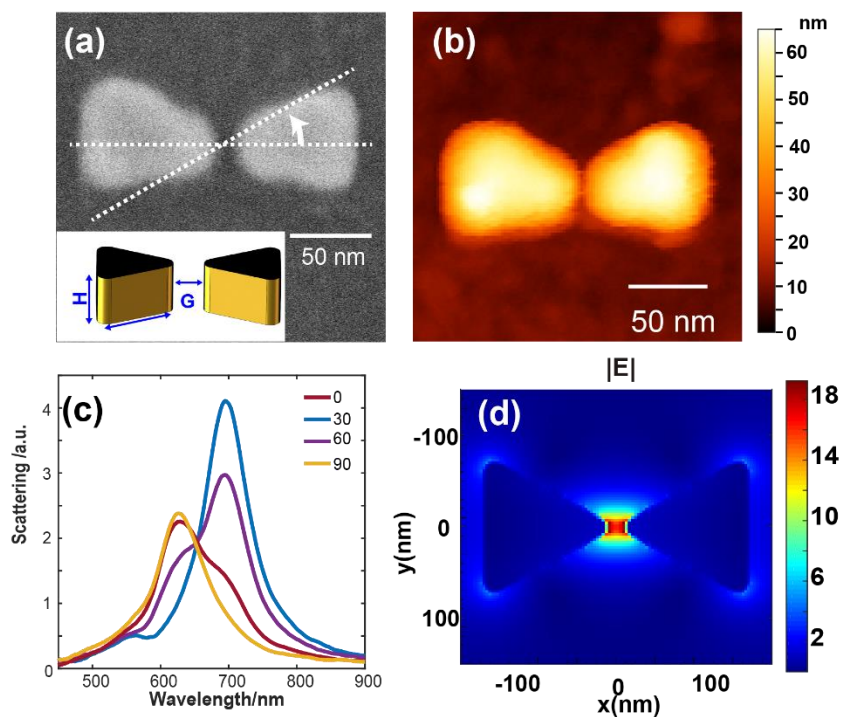 (a)
50 nm
H
G
(b)
50 nm
nm
60
50
40
30
20
10
0
(c)
0
30
60
90
Scattering /a.u.
4
3
2
1
0
500
600
700
800
900
Wavelength/nm
|E|
(d)
-100
0
100
y(nm)
-100
0
100
x(nm)
18
14
10
6
2